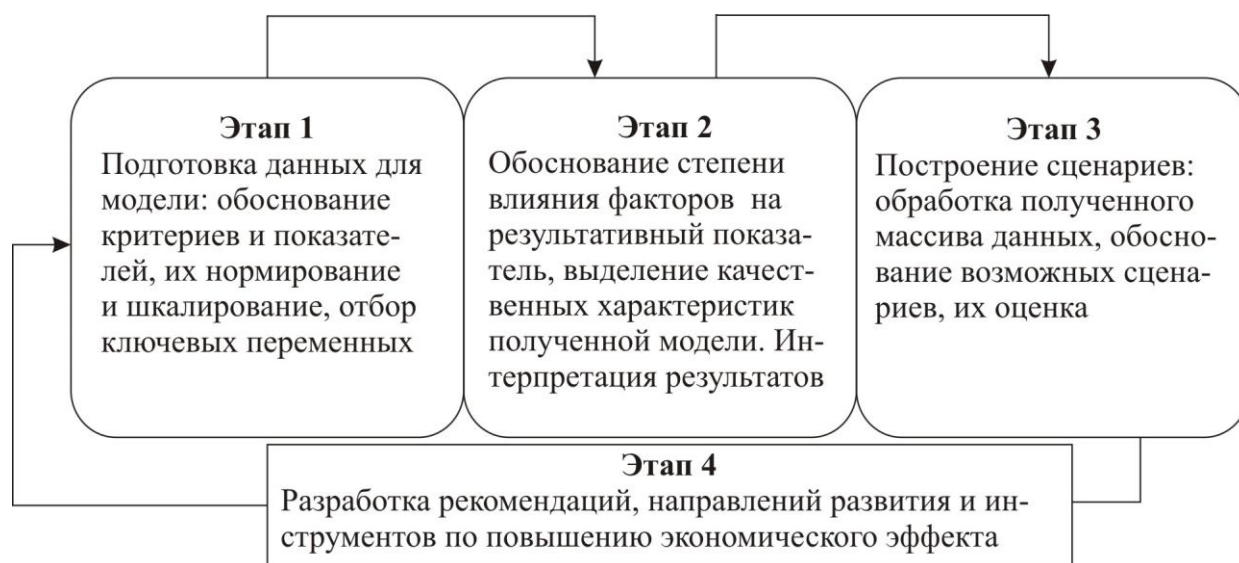 Этап 1
Подготовка данных для
модели: обоснование
критериев и показате-
лей, их нормирование
и шкалирование, отбор
ключевых переменных
Этап 2
Обоснование степени
влияния факторов на
результативный показа-
тель, выделение качест-
венных характеристик
полученной модели. Ин-
терпретация результатов
Этап 3
Построение сценариев:
обработка полученного
массива данных, обосно-
вание возможных сцена-
риев, их оценка
Этап 4
Разработка рекомендаций, направлений развития и ин-
струментов по повышению экономического эффекта